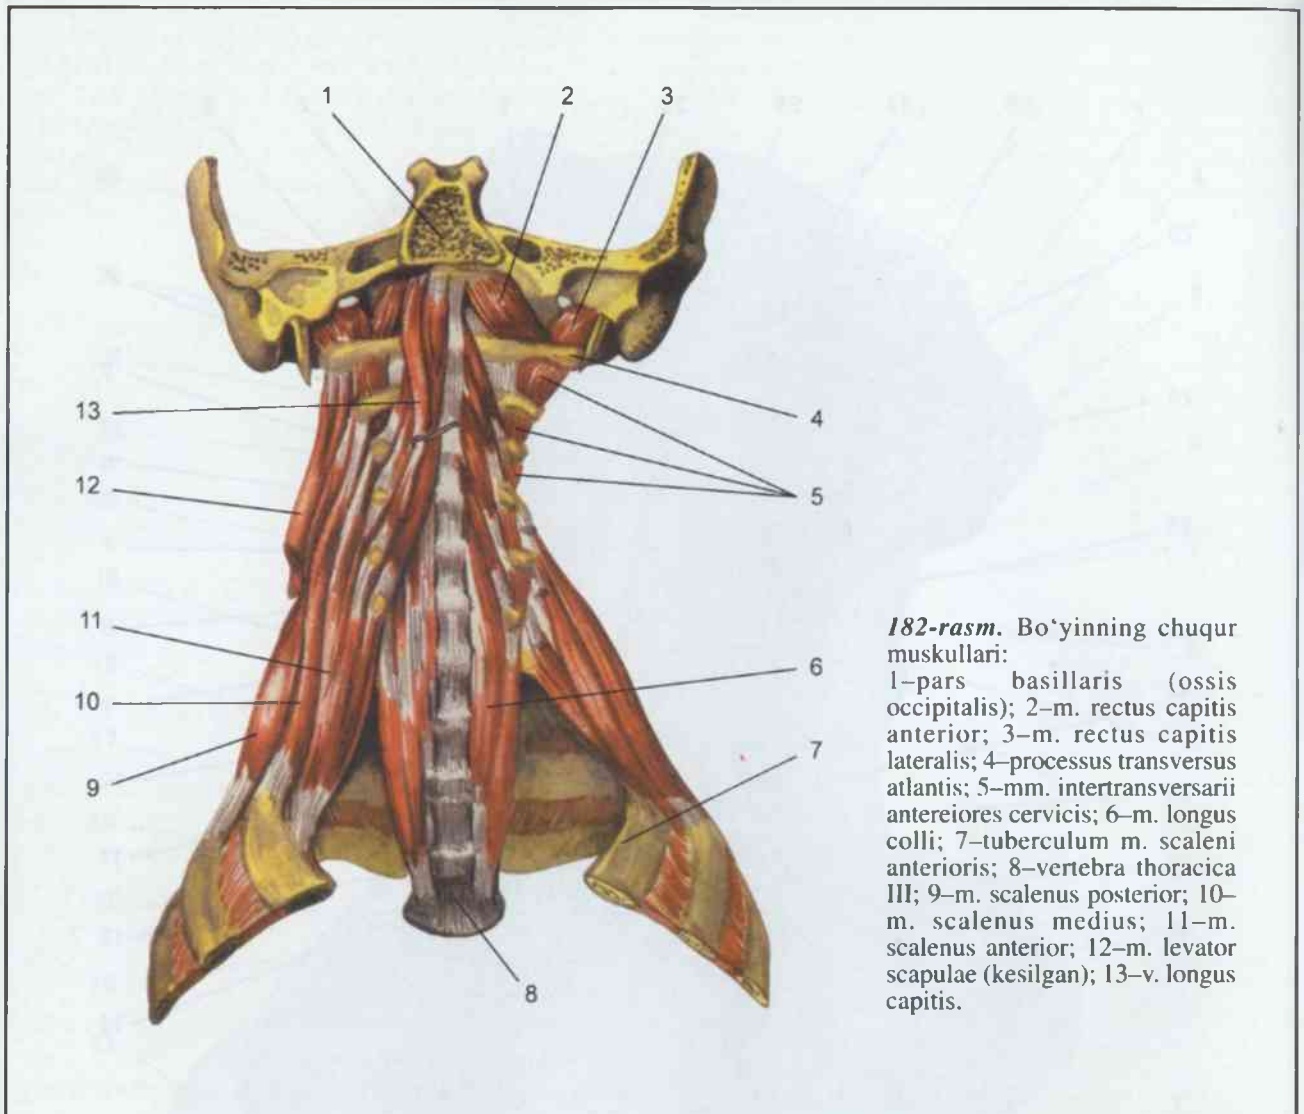 1
2
3
13
4
12
5
11
6
10
7
9
8
182-rasm. Bo‘yinning chuqur
muskullari:
1–pars basillaris (ossis
occipitalis); 2–m. rectus capitis
anterior; 3–m. rectus capitis
lateralis; 4–processus transversus
atlantis; 5–mm. intertransversarii
antereiores cervicis; 6–m. longus
colli; 7–tuberculum m. scaleni
anterioris; 8–vertebra thoracica
III; 9–m. scalenus posterior; 10–
m. scalenus medius; 11–m.
scalenus anterior; 12–m. levator
scapulae (kesilgan); 13–v. longus
capitis.